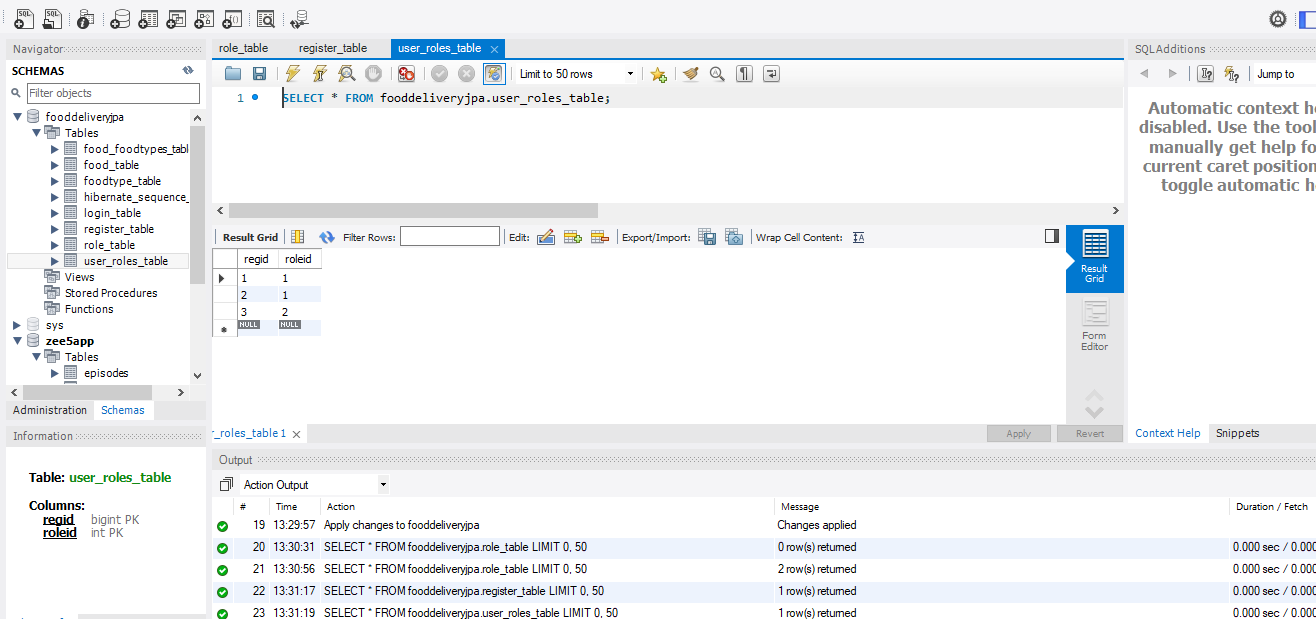 Navigator
SCHEMAS
Filter objects
fooddeliveryjpa
Tables
food_foodtypes_tabl
food_table
foodtype_table
hibernate_sequence_
login_table
register_table
role_table
user_roles_table
Views
Stored Procedures
Functions
sys
zee5app
Tables
episodes
Administration Schemas
Information
Table: user_roles_table
Columns:
regid bigint PK
roleid int PK
role_table register_table user_roles_table
Limit to 50 rows
1 SELECT * FROM fooddeliveryjpa.user_roles_table;
Result Grid Filter Rows: Edit: Export/Import: Wrap Cell Content:
regid roleid
1 1
2 1
3 2
NULL NULL
Result
Grid
Form
Editor
r_roles_table 1 Apply Revert
Output
Action Output
# Time Action Message Duration / Fetch
19 13:29:57 Apply changes to fooddeliveryjpa Changes applied
20 13:30:31 SELECT * FROM fooddeliveryjpa.role_table LIMIT 0, 50 0 row(s) returned 0.000 sec / 0.000
21 13:30:56 SELECT * FROM fooddeliveryjpa.role_table LIMIT 0, 50 2 row(s) returned 0.000 sec / 0.000
22 13:31:17 SELECT * FROM fooddeliveryjpa.register_table LIMIT 0, 50 1 row(s) returned 0.000 sec / 0.000
23 13:31:19 SELECT * FROM fooddeliveryjpa.user_roles_table LIMIT 0, 50 1 row(s) returned 0.000 sec / 0.000
SQLAdditions
Jump to
Automatic context he
disabled. Use the tool
manually get help fo
current caret position
toggle automatic he
Context Help Snippets